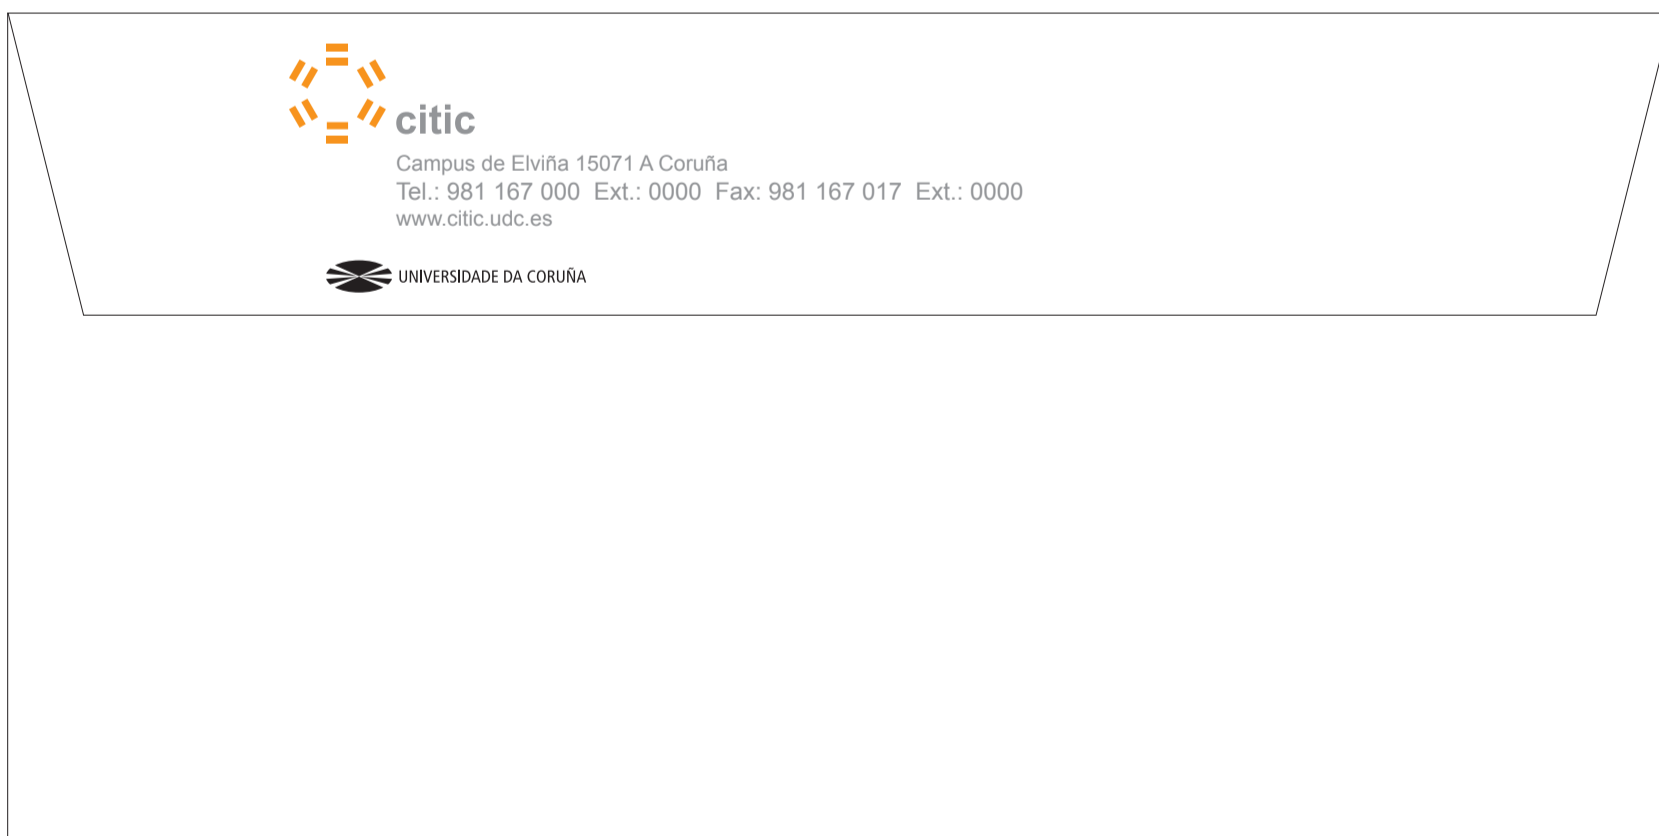 citic
Campus de Elviña 15071 A Coruña
Tel.: 981 167 000 Ext.: 0000 Fax: 981 167 017 Ext.: 0000
www.citic.udc.es
UNIVERSIDADE DA CORUÑA